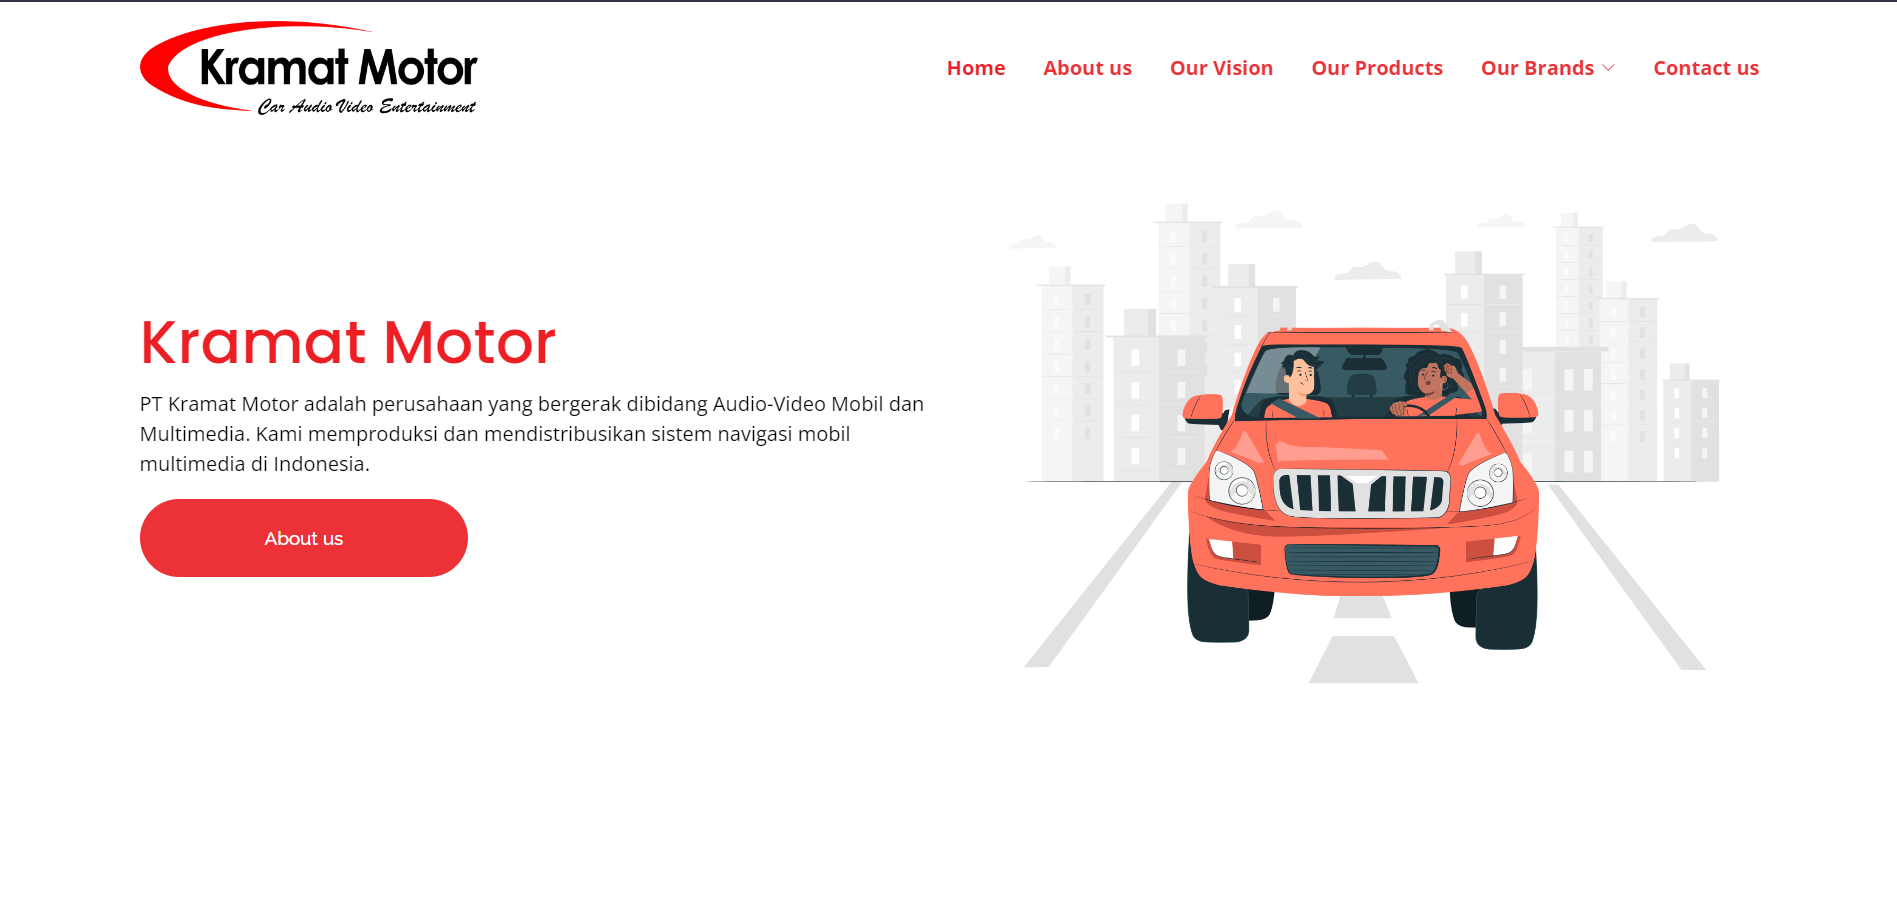 Kramat Motor
Car Audio Video Entertainment
Home About us Our Vision Our Products Our Brands Contact us
Kramat Motor
PT Kramat Motor adalah perusahaan yang bergerak dibidang Audio-Video Mobil dan
Multimedia. Kami memproduksi dan mendistribusikan sistem navigasi mobil
multimedia di Indonesia.
About us